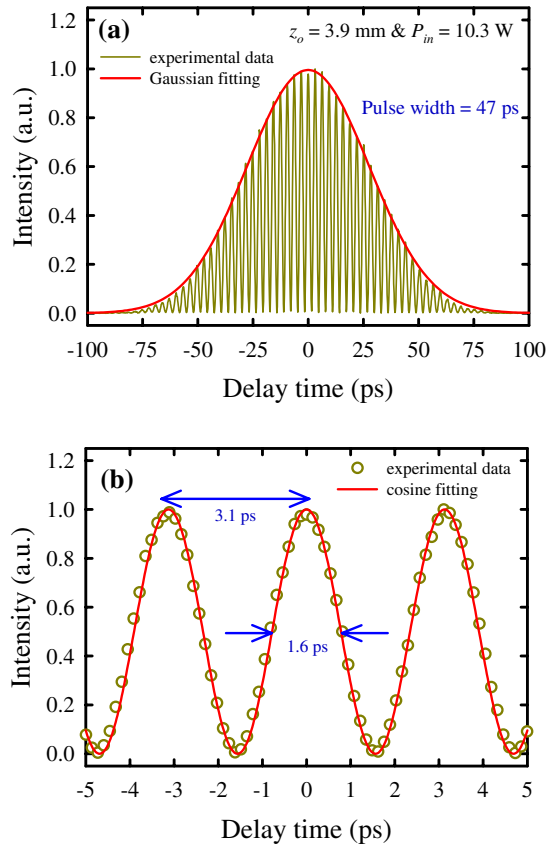 (a)
z_o = 3.9 mm & P_in = 10.3 W
experimental data
Gaussian fitting
Pulse width = 47 ps
Intensity (a.u.)
1.2
1.0
0.8
0.6
0.4
0.2
0.0
-100 -75 -50 -25 0 25 50 75 100
Delay time (ps)
(b)
experimental data
cosine fitting
3.1 ps
1.6 ps
Intensity (a.u.)
1.2
1.0
0.8
0.6
0.4
0.2
0.0
-5 -4 -3 -2 -1 0 1 2 3 4 5
Delay time (ps)